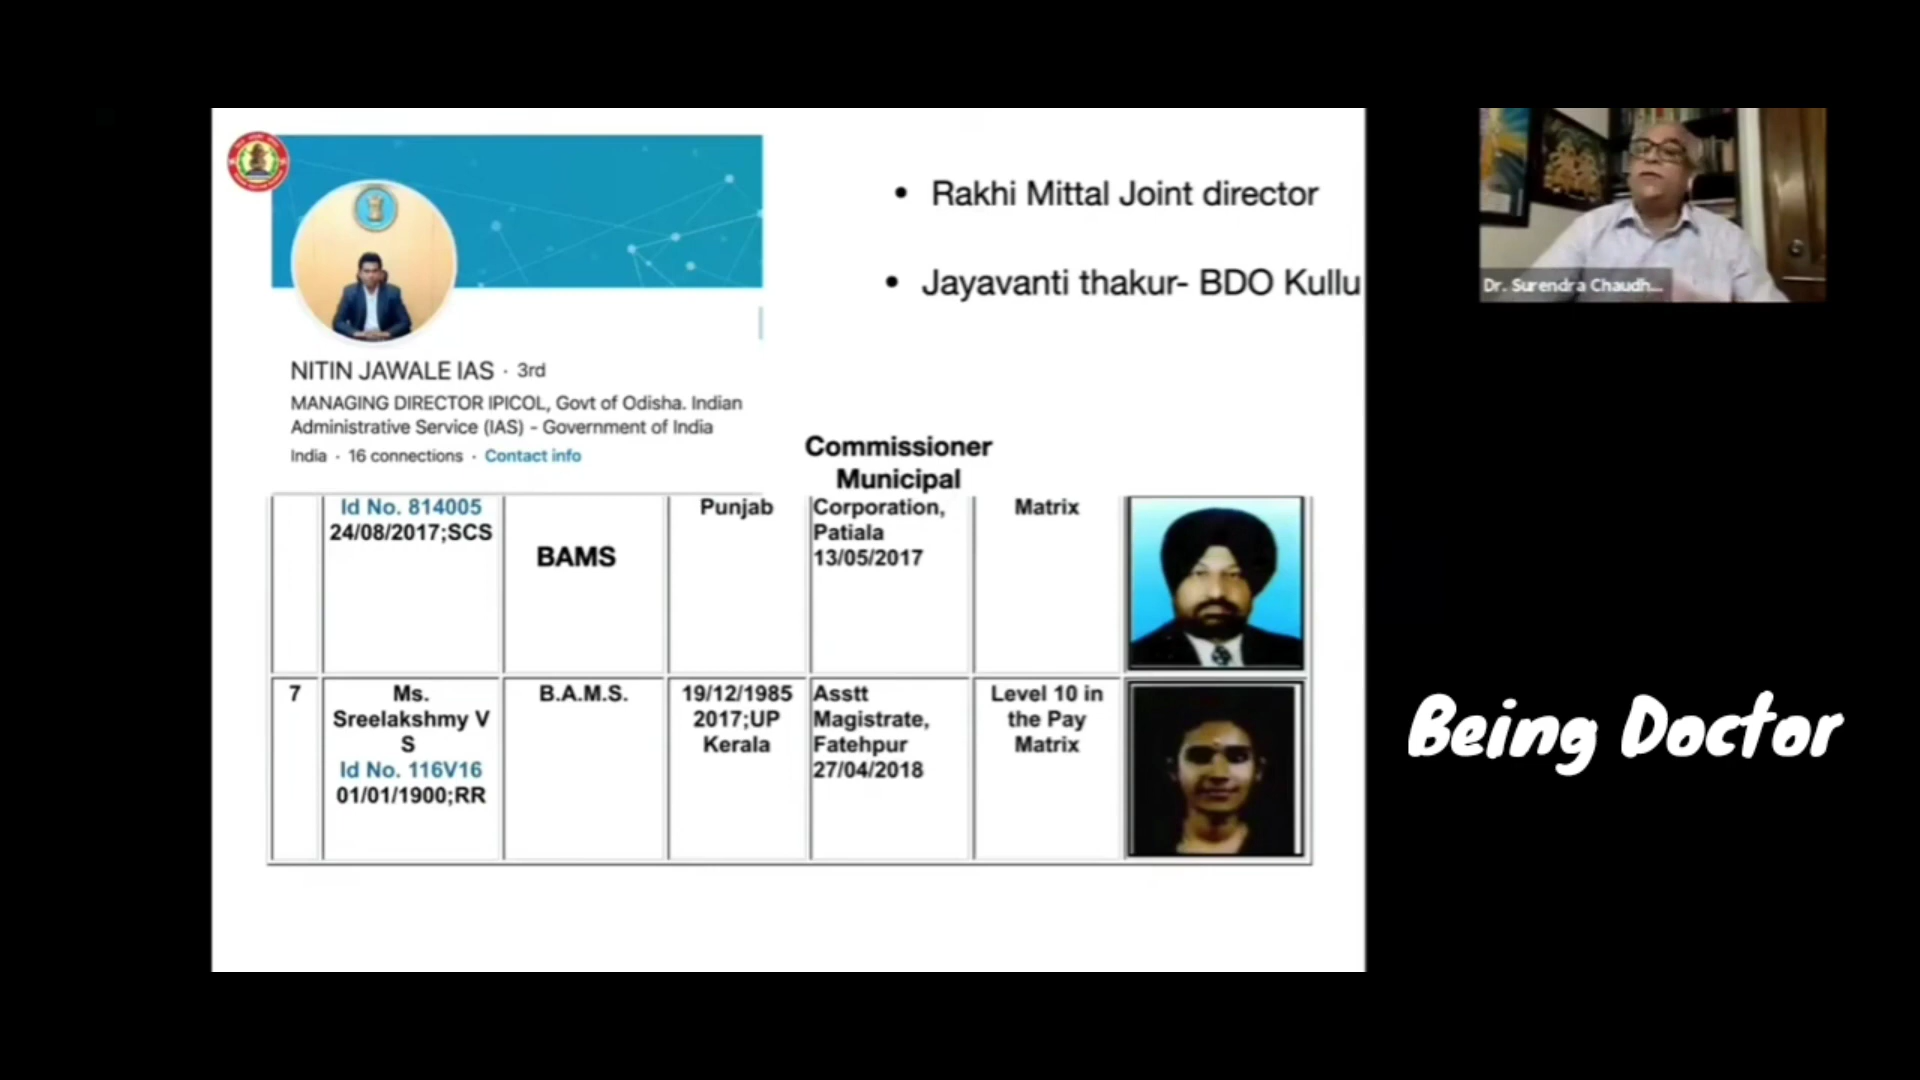 • Rakhi Mittal Joint director
• Jayavanti thakur- BDO Kullu
Dr. Surendra Chaudh...
NITIN JAWALE IAS · 3rd
MANAGING DIRECTOR IPICOL, Govt of Odisha. Indian
Administrative Service (IAS) - Government of India
India · 16 connections · Contact info
Commissioner
Municipal
Id No. 814005
24/08/2017;SCS
BAMS
Punjab
Corporation,
Patiala
13/05/2017
Matrix
7
Ms.
Sreelakshmy V
S
Id No. 116V16
01/01/1900;RR
B.A.M.S.
19/12/1985
2017;UP
Kerala
Asstt
Magistrate,
Fatehpur
27/04/2018
Level 10 in
the Pay
Matrix
Being Doctor